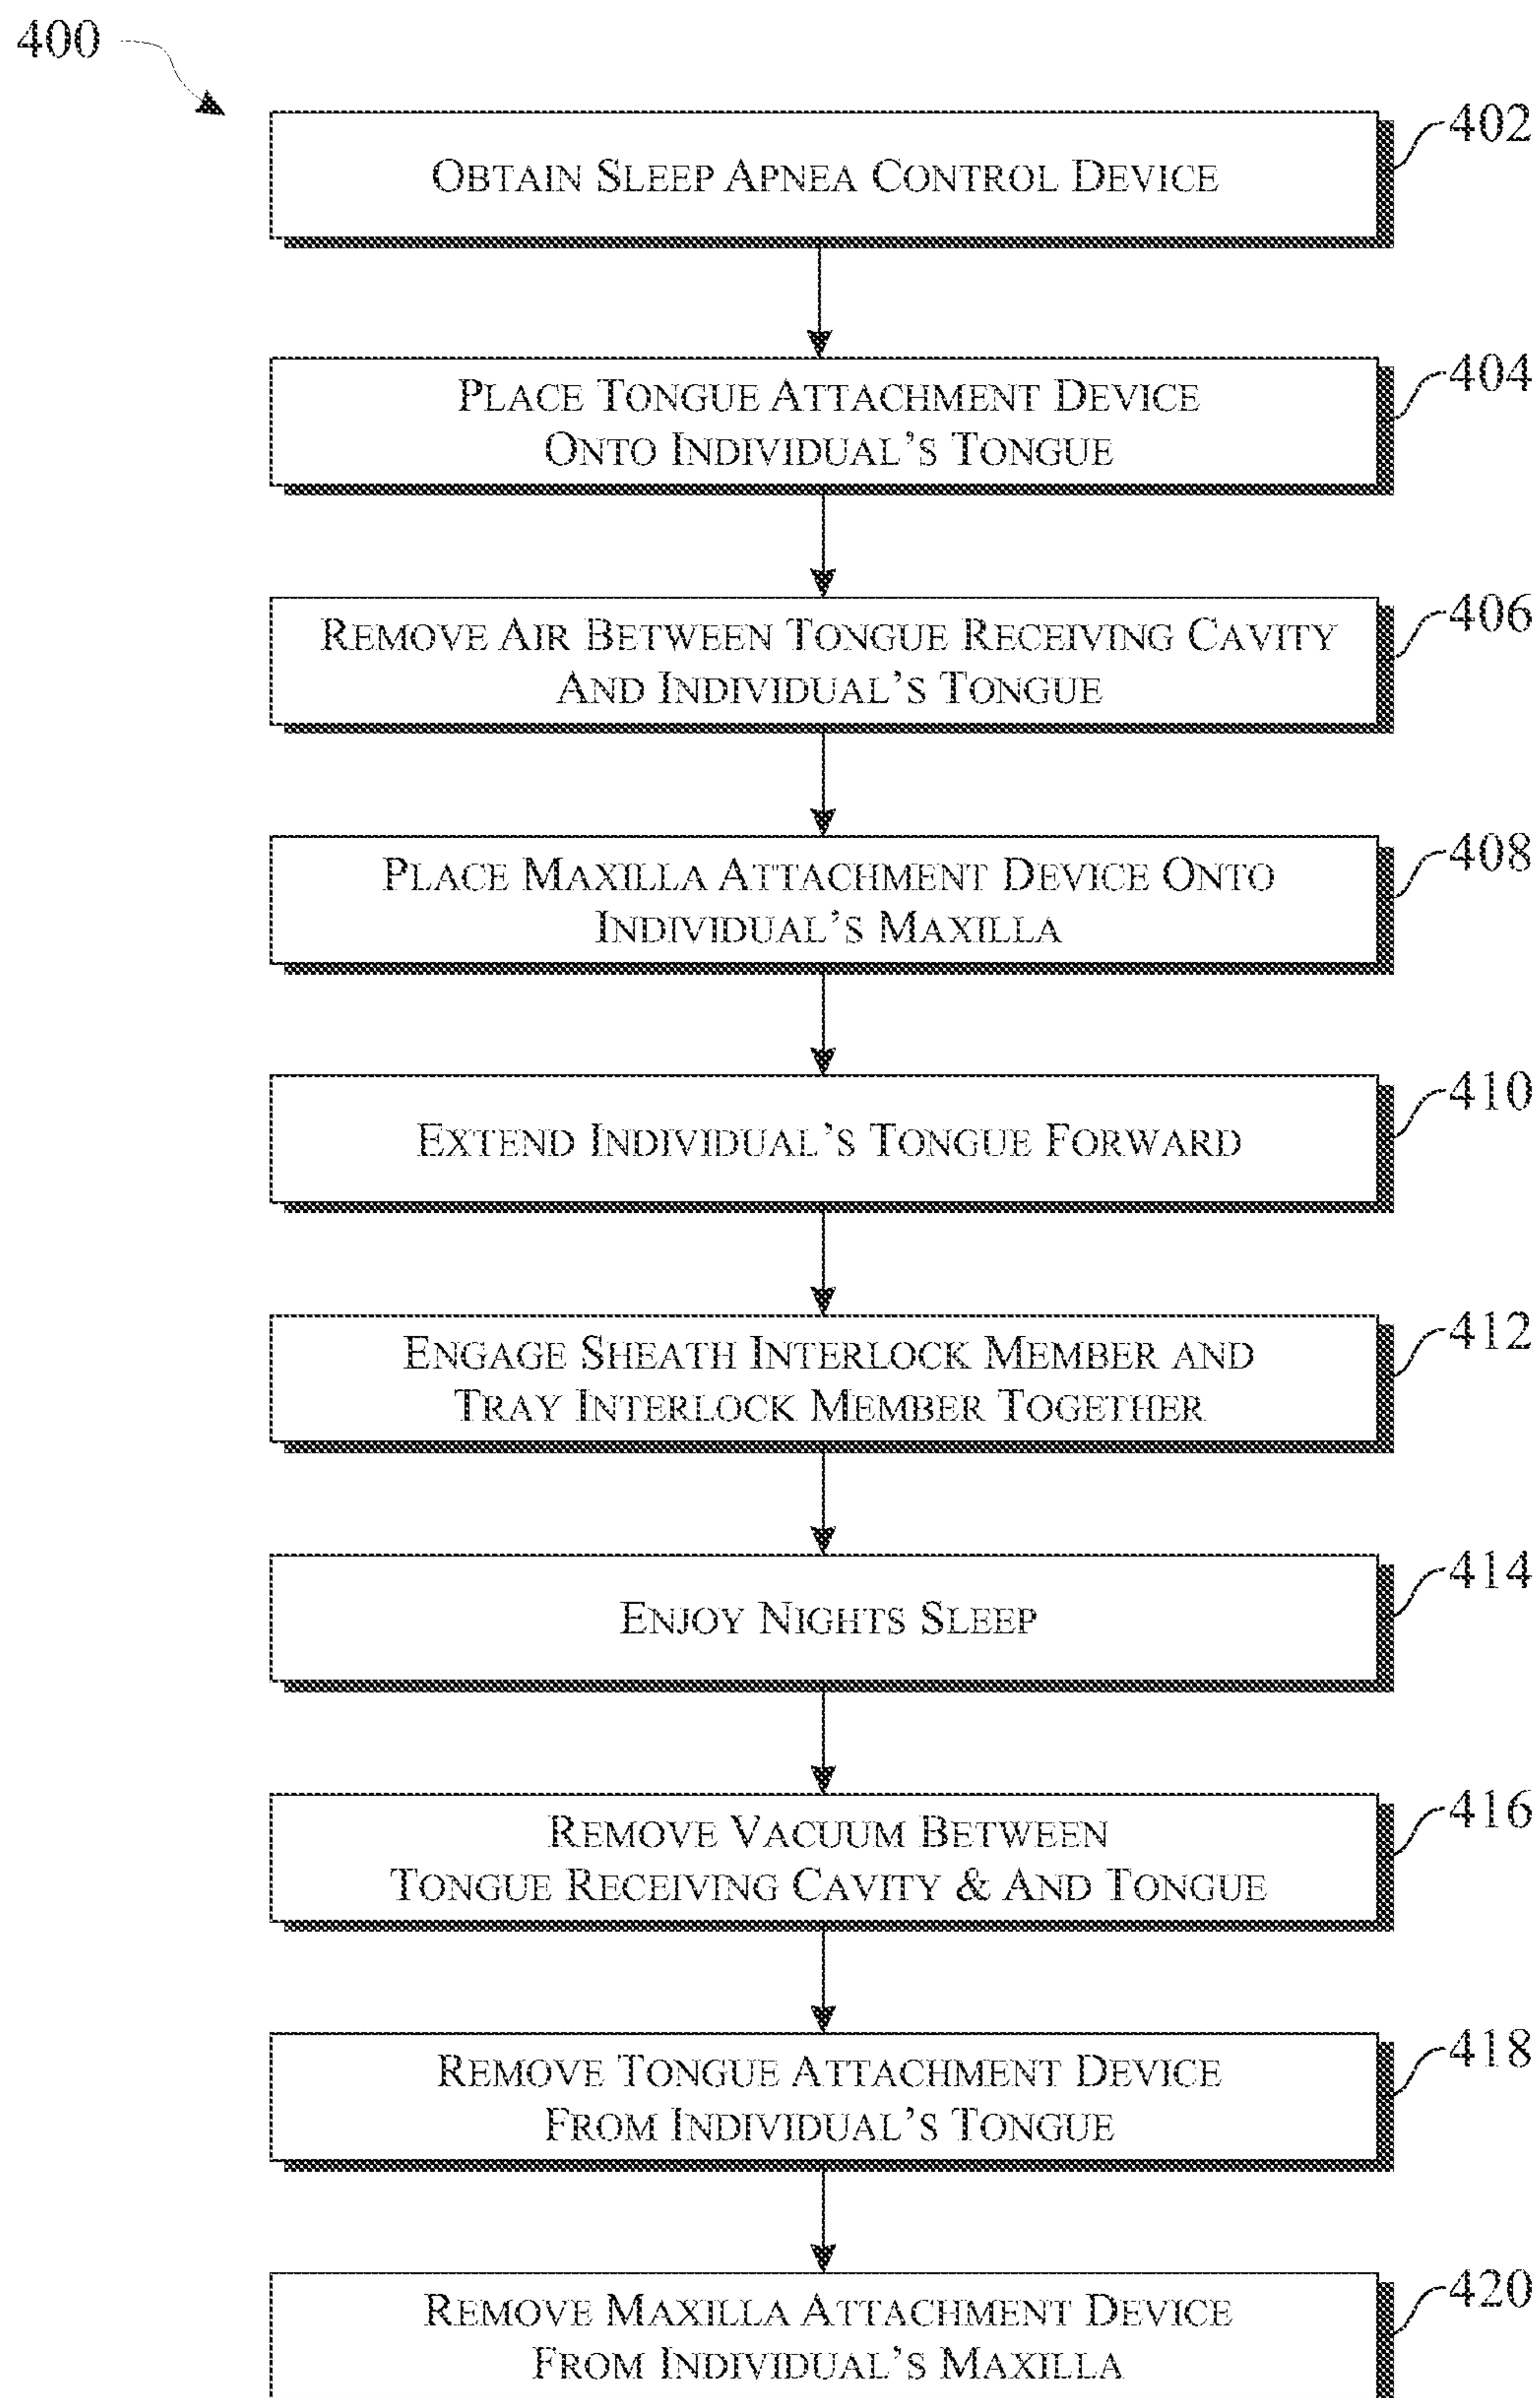 400
OBTAIN SLEEP APNEA CONTROL DEVICE
402
PLACE TONGUE ATTACHMENT DEVICE
ONTO INDIVIDUAL'S TONGUE
404
REMOVE AIR BETWEEN TONGUE RECEIVING CAVITY
AND INDIVIDUAL'S TONGUE
406
PLACE MAXILLA ATTACHMENT DEVICE ONTO
INDIVIDUAL'S MAXILLA
408
EXTEND INDIVIDUAL'S TONGUE FORWARD
410
ENGAGE SHEATH INTERLOCK MEMBER AND
TRAY INTERLOCK MEMBER TOGETHER
412
ENJOY NIGHTS SLEEP
414
REMOVE VACUUM BETWEEN
TONGUE RECEIVING CAVITY & AND TONGUE
416
REMOVE TONGUE ATTACHMENT DEVICE
FROM INDIVIDUAL'S TONGUE
418
REMOVE MAXILLA ATTACHMENT DEVICE
FROM INDIVIDUAL'S MAXILLA
420